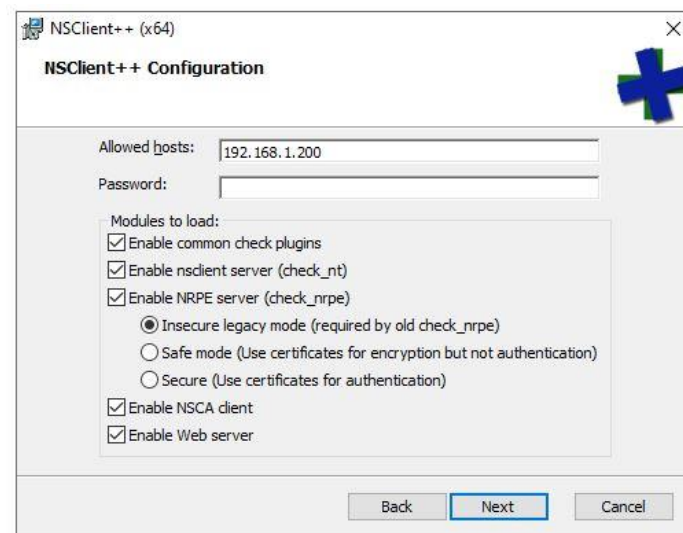 NSClient++ (x64)
NSClient++ Configuration
Allowed hosts: 192.168.1.200
Password:
Modules to load:
Enable common check plugins
Enable nsclient server (check_nt)
Enable NRPE server (check_nrpe)
Insecure legacy mode (required by old check_nrpe)
Safe mode (Use certificates for encryption but not authentication)
Secure (Use certificates for authentication)
Enable NSCA client
Enable Web server
Back Next Cancel